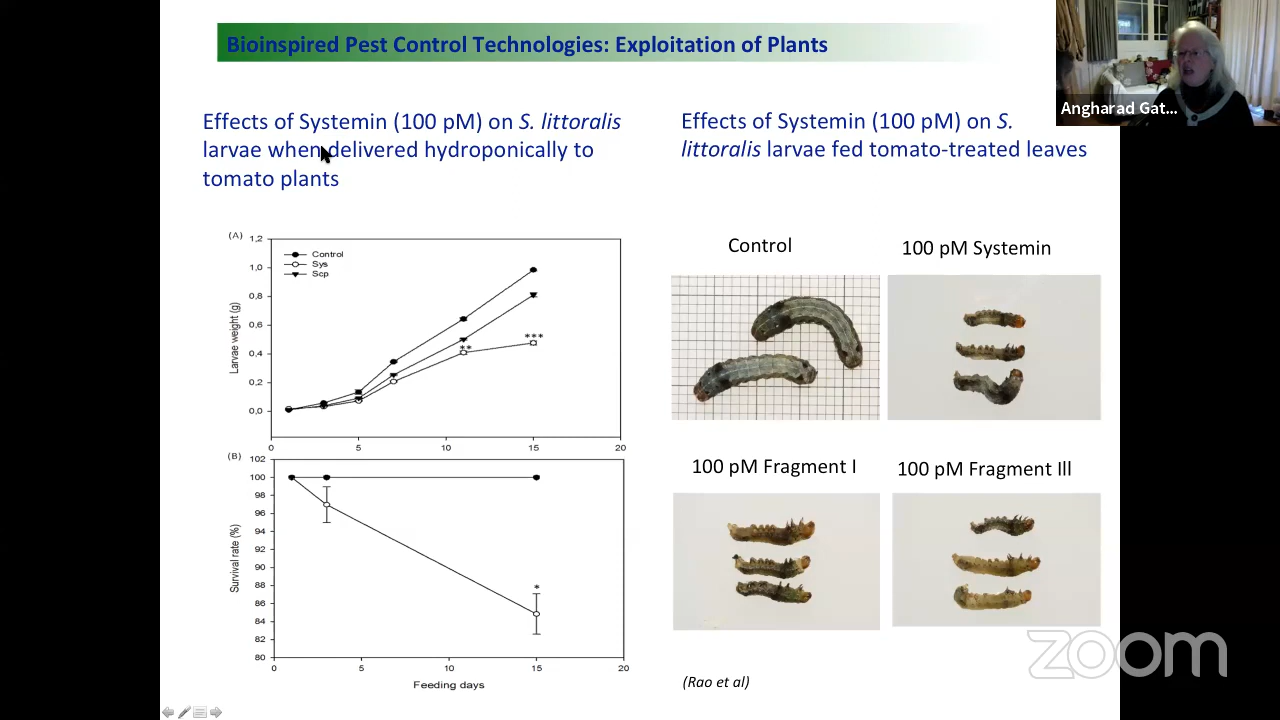 Bioinspired Pest Control Technologies: Exploitation of Plants
Angharad Gat...
Effects of Systemin (100 pM) on S. littoralis
larvae when delivered hydroponically to
tomato plants
Effects of Systemin (100 pM) on S.
littoralis larvae fed tomato-treated leaves
(A)
1,2
1,0
0,8
0,6
0,4
0,2
0,0
Larvae weight (g)
Control
Sys
Scp
**
***
0 5 10 15 20
(B)
102
100
98
96
94
92
90
88
86
84
82
80
Survival rate (%)
*
0 5 10 15 20
Feeding days
Control
100 pM Systemin
100 pM Fragment I
100 pM Fragment Ill
(Rao et al)
zoom